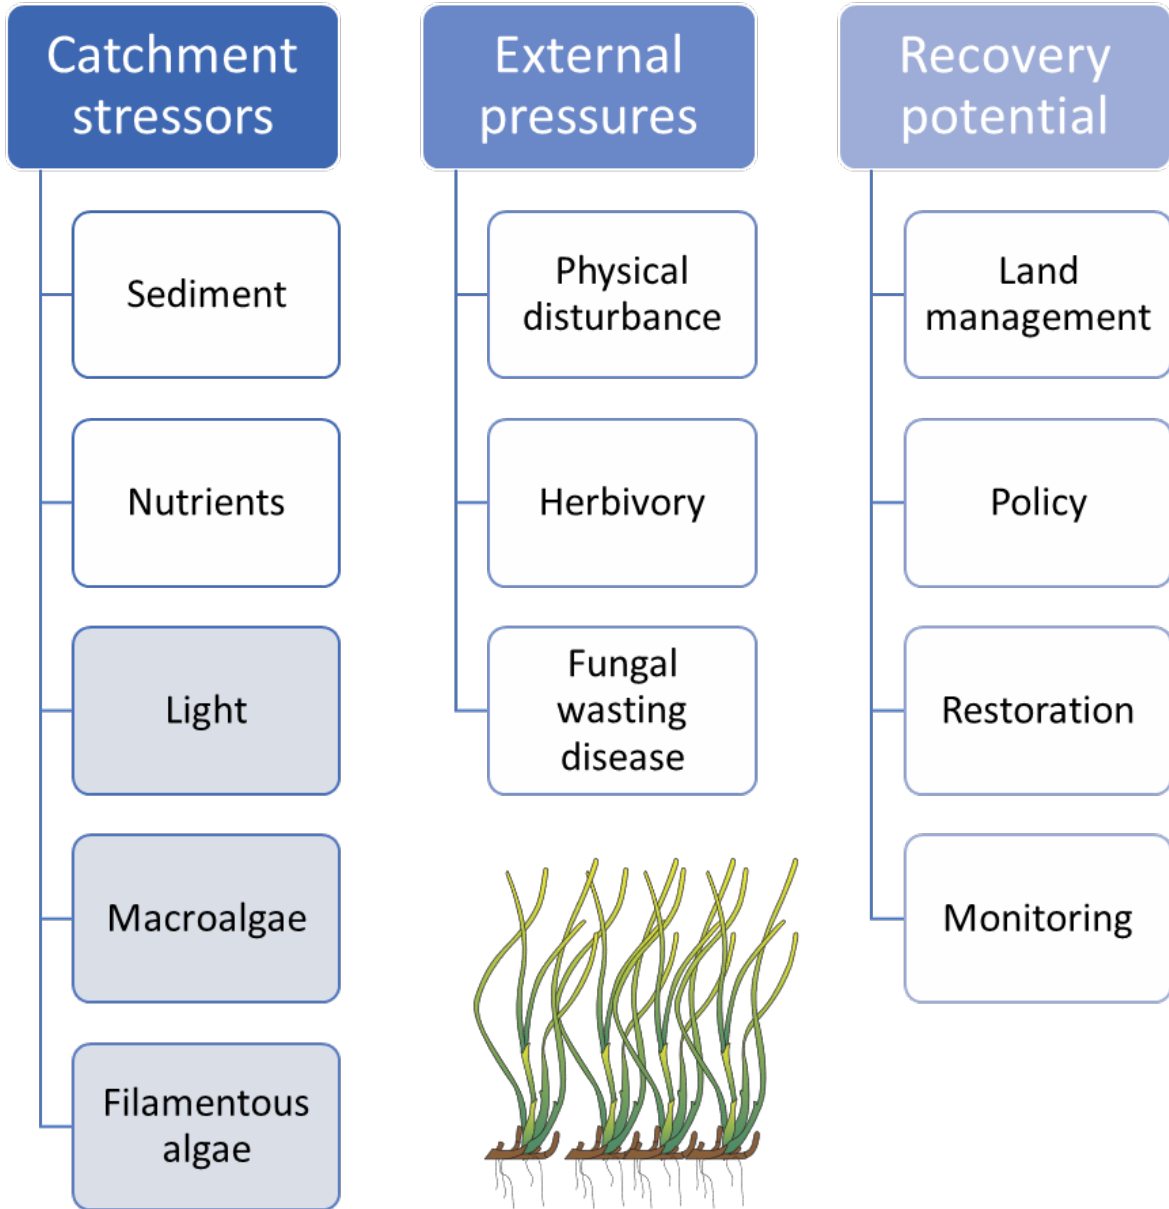 Catchment
stressors
Sediment
Nutrients
Light
Macroalgae
Filamentous
algae
External
pressures
Physical
disturbance
Herbivory
Fungal
wasting
disease
Recovery
potential
Land
management
Policy
Restoration
Monitoring